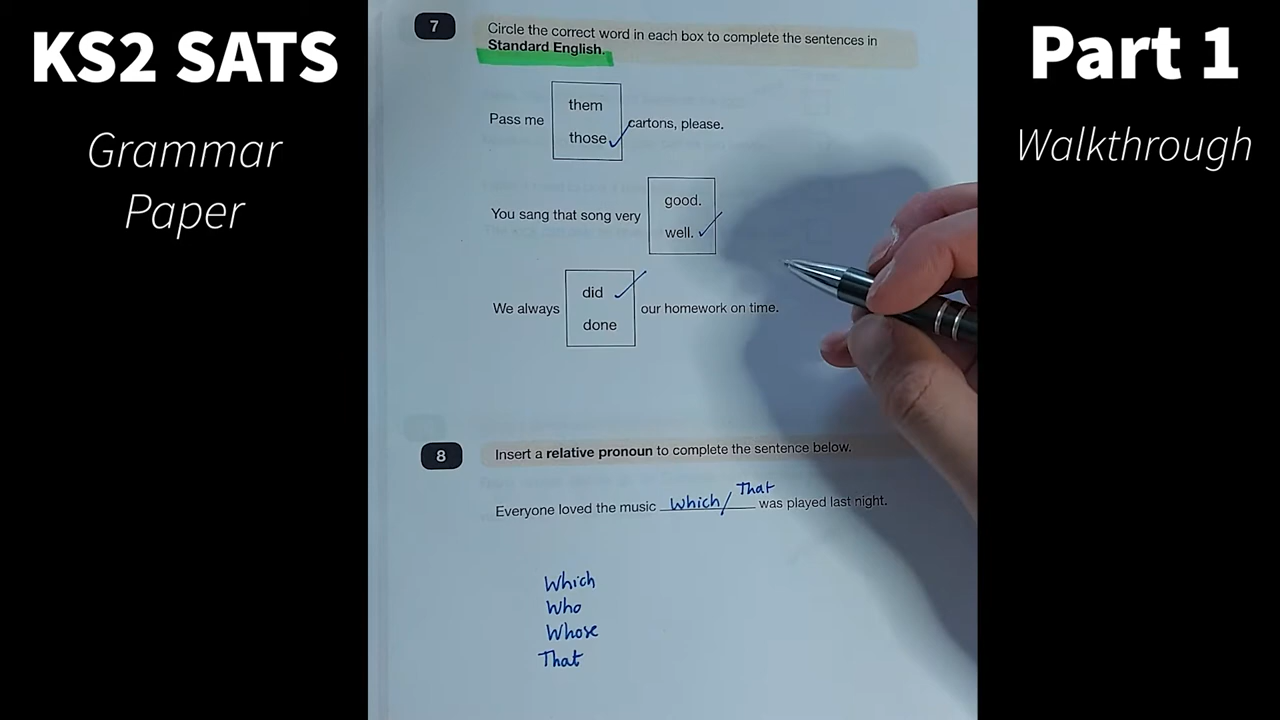 KS2 SATS
Grammar
Paper
Part 1
Walkthrough
7
Circle the correct word in each box to complete the sentences in
Standard English.
them
Pass me
cartons, please.
those
good.
You sang that song very
well.
did
We always
our homework on time.
done
8
Insert a relative pronoun to complete the sentence below.
That
Everyone loved the music which/ was played last night.
Which
Who
Whose
That